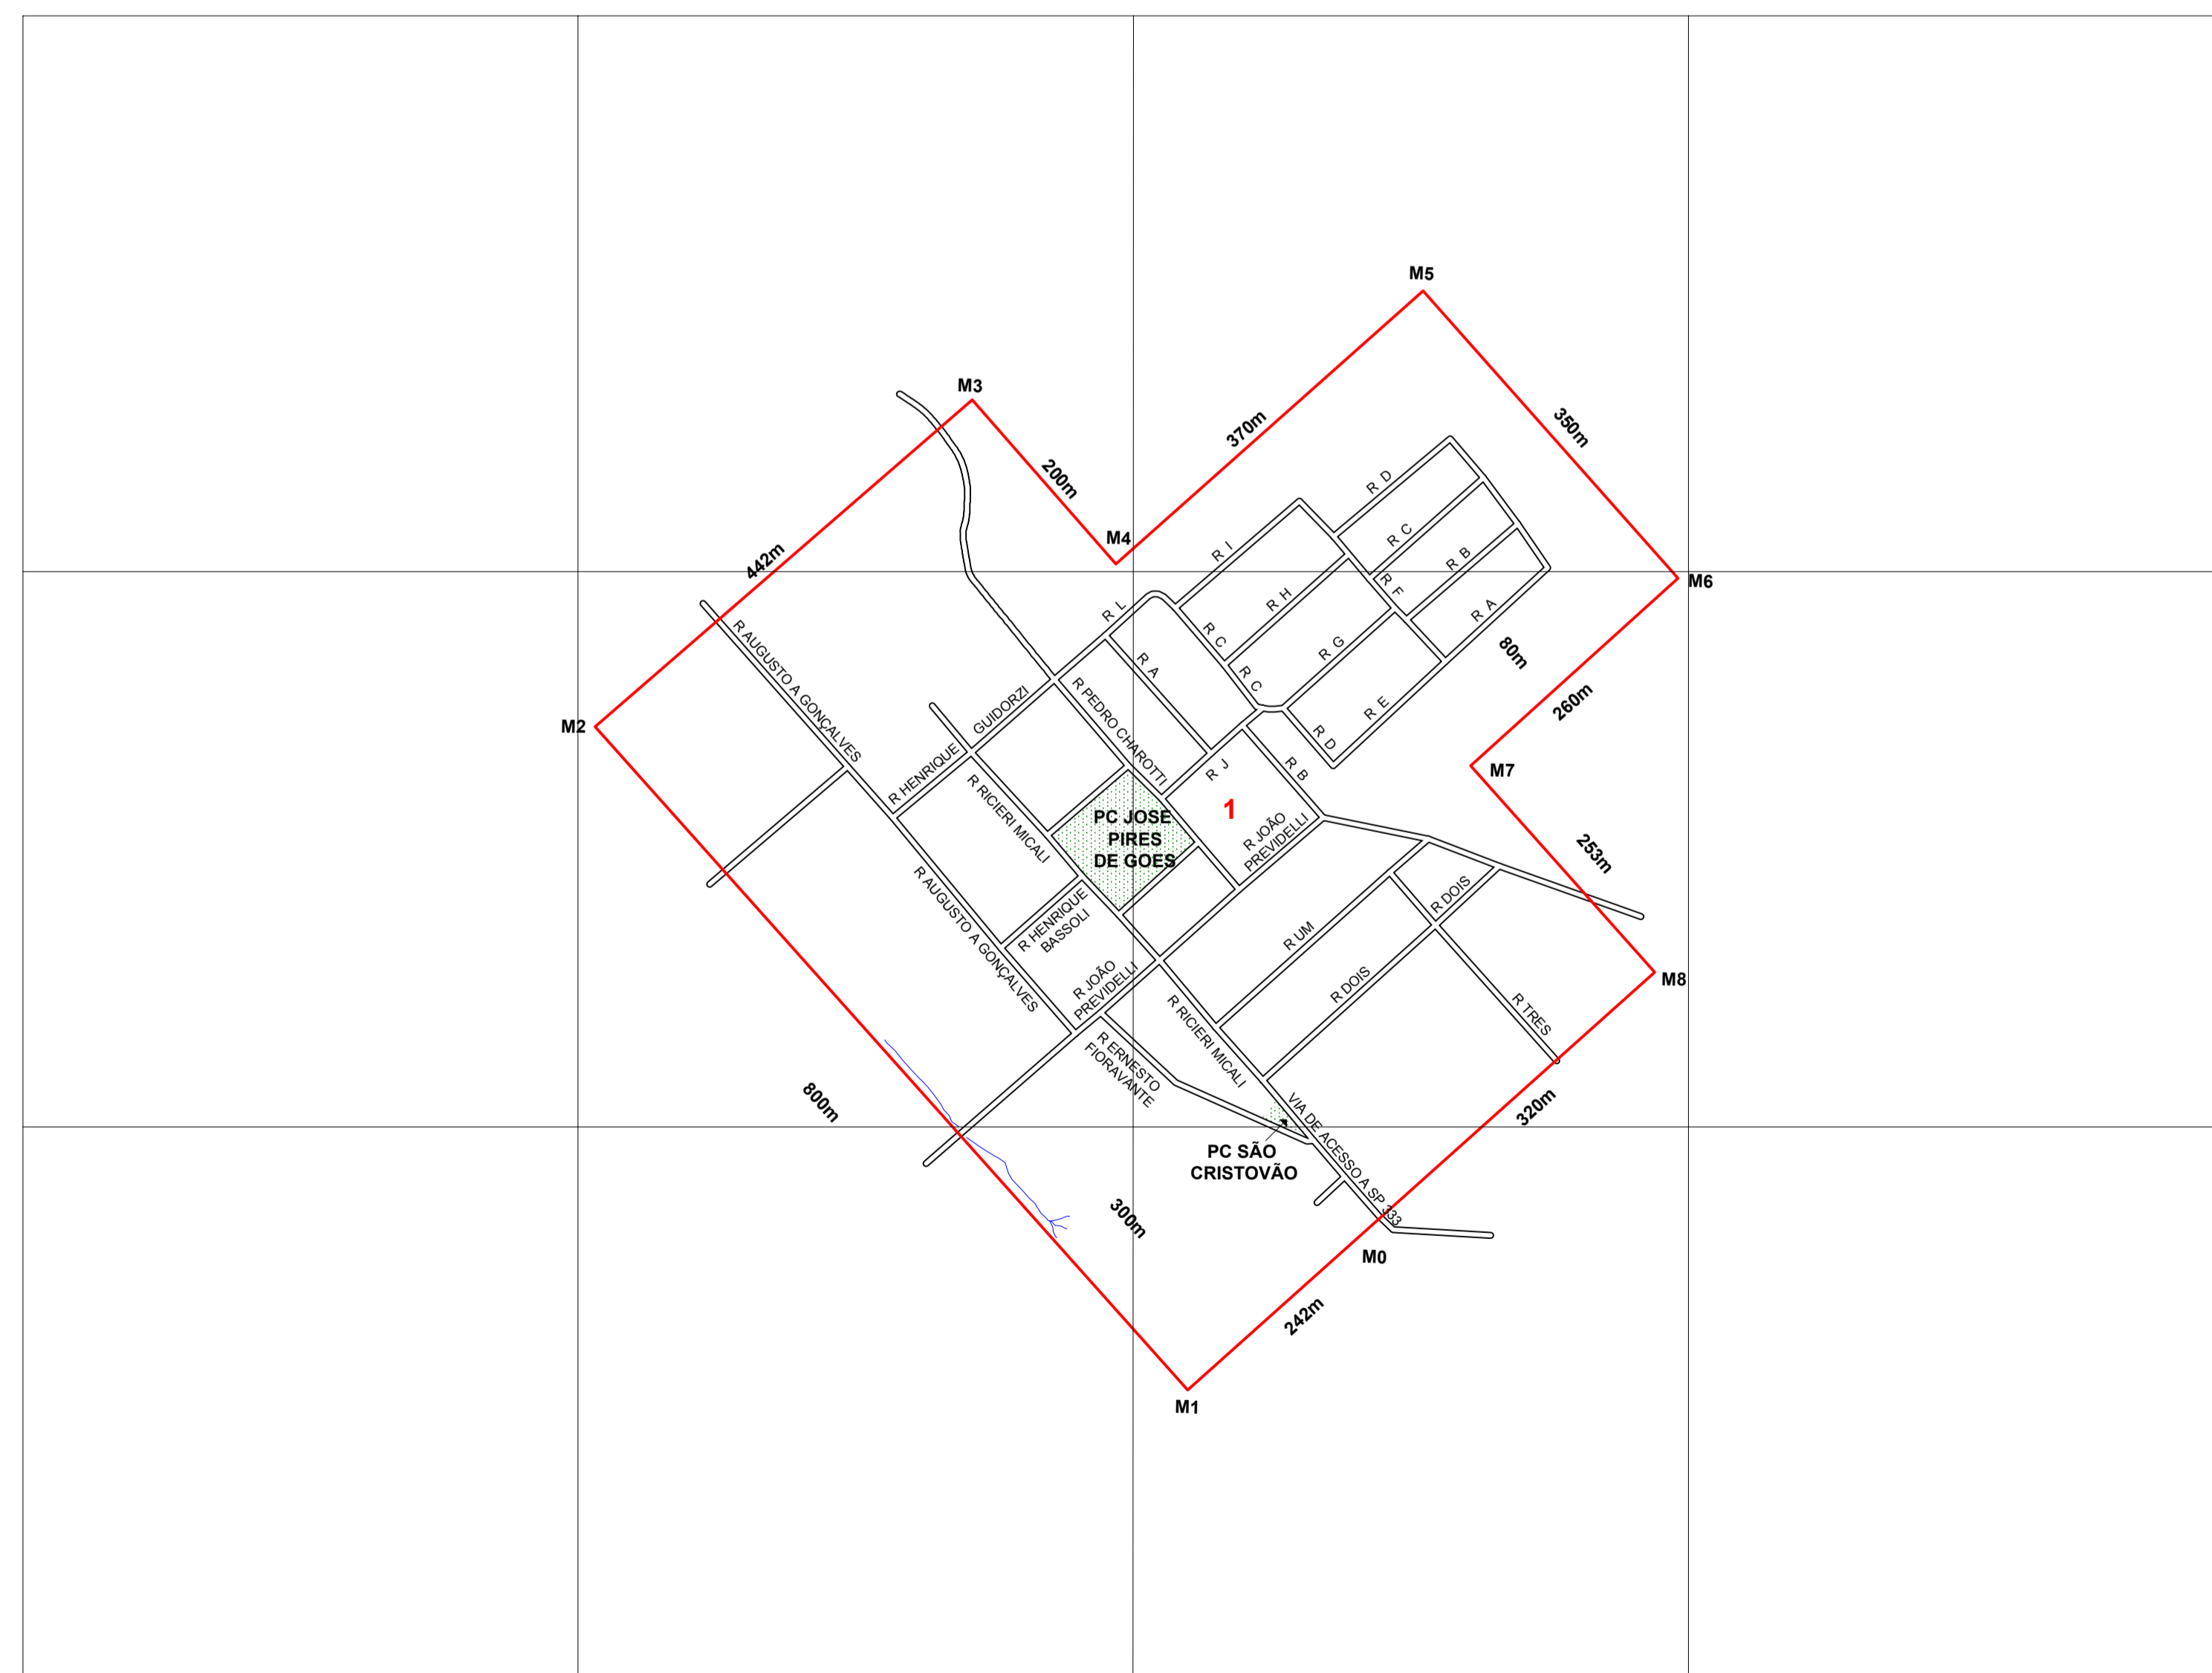 M5
M3
370m
350m
200m
R D
R C
M4
R I
R B
442m
R F
M6
R H
R A
R L
R C
R G
80m
R AUGUSTO A GONÇALVES
R A
R C
R PEDRO CHAROTTI
R E
260m
GUIDORZI
M2
R D
R HENRIQUE
R J
R B
M7
R RICIERI MICALI
1
PC JOSE
PIRES
DE GOES
R JOÃO
PREVIDELLI
253m
R AUGUSTO A GONÇALVES
R HENRIQUE
BASSOLI
R DOIS
R UM
R JOÃO
PREVIDELLI
R DOIS
M8
R RICIERI MICALI
R TRES
R ERNESTO
FIORAVANTE
800m
320m
VIA DE ACESSO A SP 333
PC SÃO
CRISTOVÃO
300m
M0
242m
M1